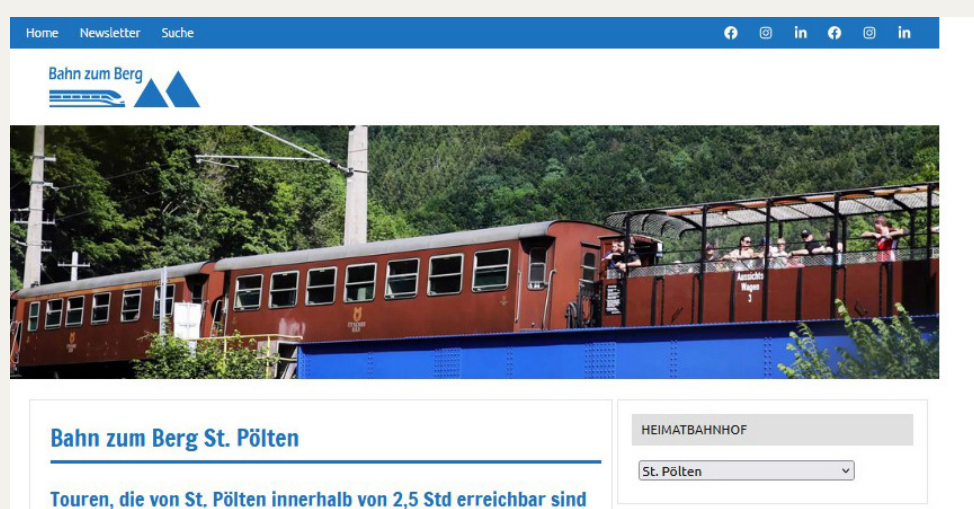 Home Newsletter Suche
Bahn zum Berg
Aussichts
Wagen
3
Bahn zum Berg St. Pölten
Touren, die von St. Pölten innerhalb von 2,5 Std erreichbar sind
HEIMATBAHNHOF
St. Pölten